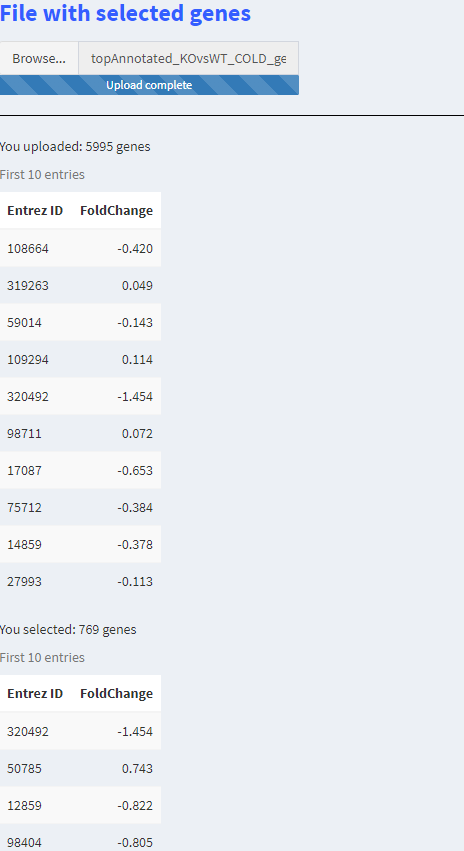 File with selected genes
Browse... topAnnotated_KOvsWT_COLD_ge
Upload complete
You uploaded: 5995 genes
First 10 entries
Entrez ID FoldChange
108664 -0.420
319263 0.049
59014 -0.143
109294 0.114
320492 -1.454
98711 0.072
17087 -0.653
75712 -0.384
14859 -0.378
27993 -0.113
You selected: 769 genes
First 10 entries
Entrez ID FoldChange
320492 -1.454
50785 0.743
12859 -0.822
98404 -0.805